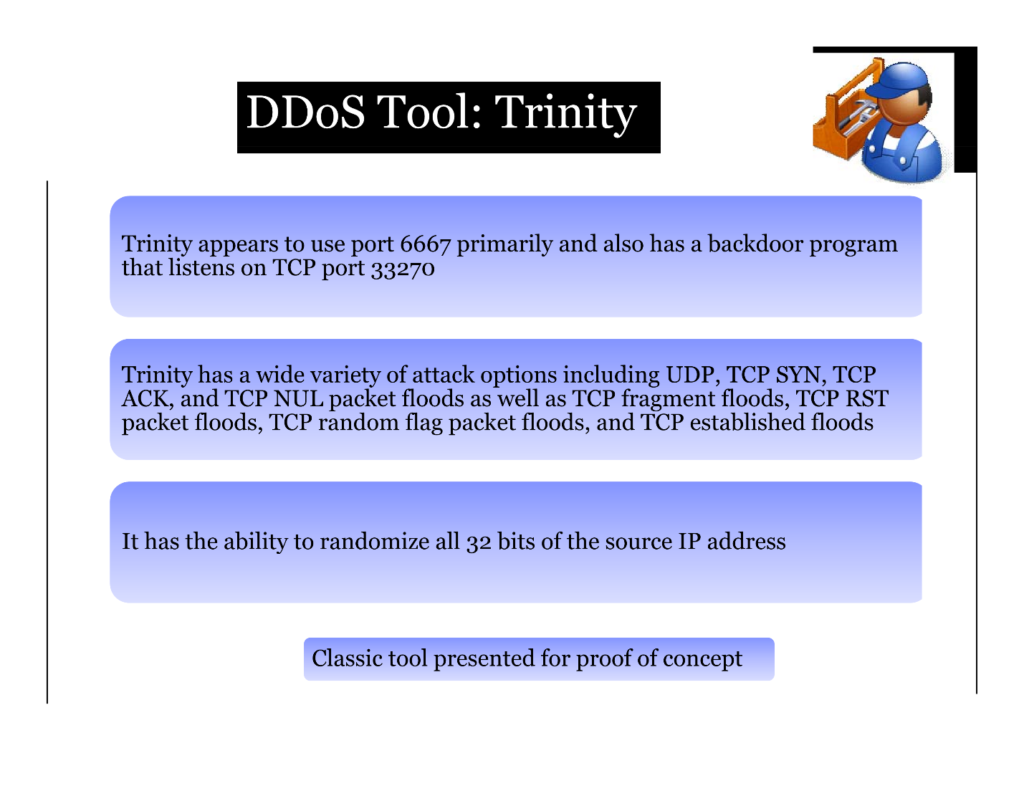 DDoS Tool: Trinity
Trinity appears to use port 6667 primarily and also has a backdoor program
that listens on TCP port 33270
Trinity has a wide variety of attack options including UDP, TCP SYN, TCP
ACK, and TCP NUL packet floods as well as TCP fragment floods, TCP RST
packet floods, TCP random flag packet floods, and TCP established floods
It has the ability to randomize all 32 bits of the source IP address
Classic tool presented for proof of concept